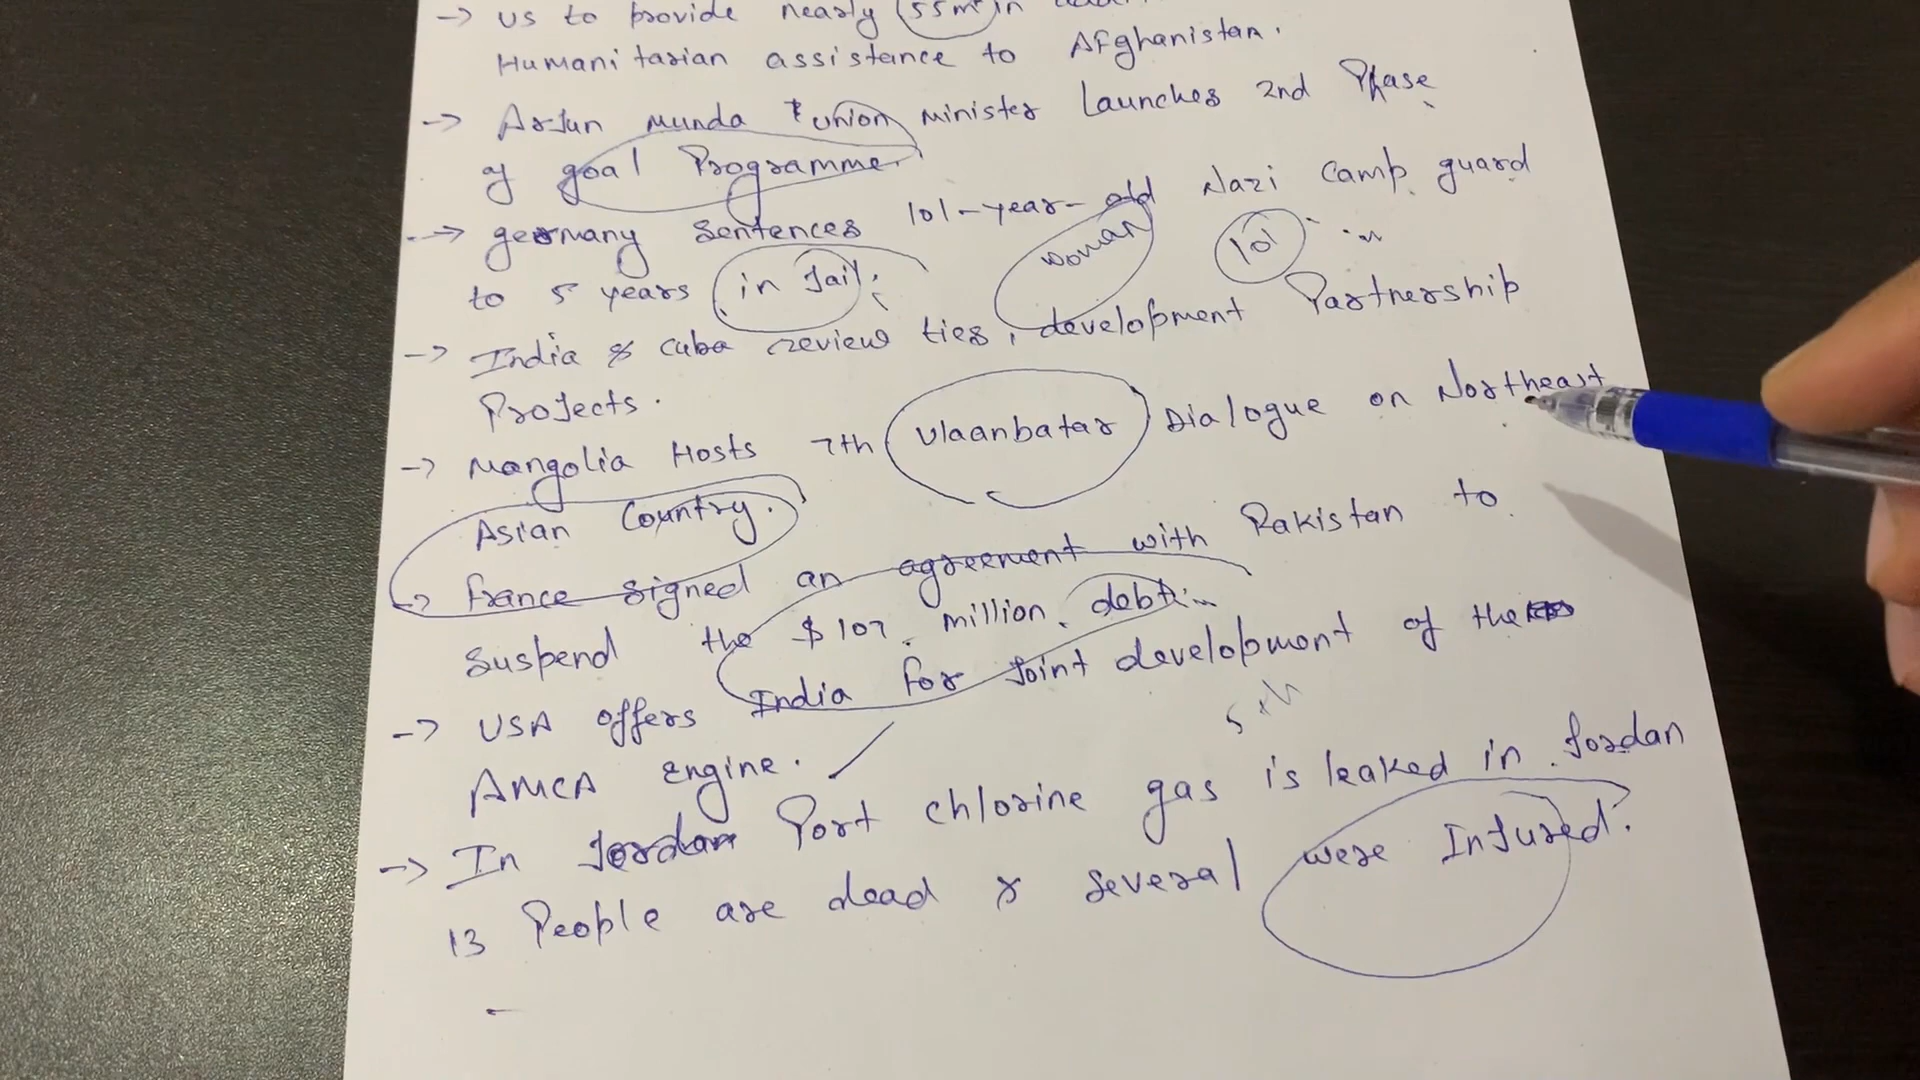 -> US to provide nearly 55mn in
Humanitarian assistance to Afghanistan.
-> Arjun munda union minister Launches 2nd Phase
of goal Programme.
-> germany Sentences 101-year-old Nazi Camp guard
woman 101
to 5 years in Jail.
-> India & cuba review ties, development Partnership
Projects.
-> Mangolia Hosts 7th Ulaanbatar Dialogue on Northeast
Asian Country.
-> france signed an agreement with Pakistan to
Suspend the $107 million debt.
-> USA offers India for Joint development of the
AMCA Engine.
-> In Jordan Port chlorine gas is leaked in Jordan
13 People are dead & several were Injured.